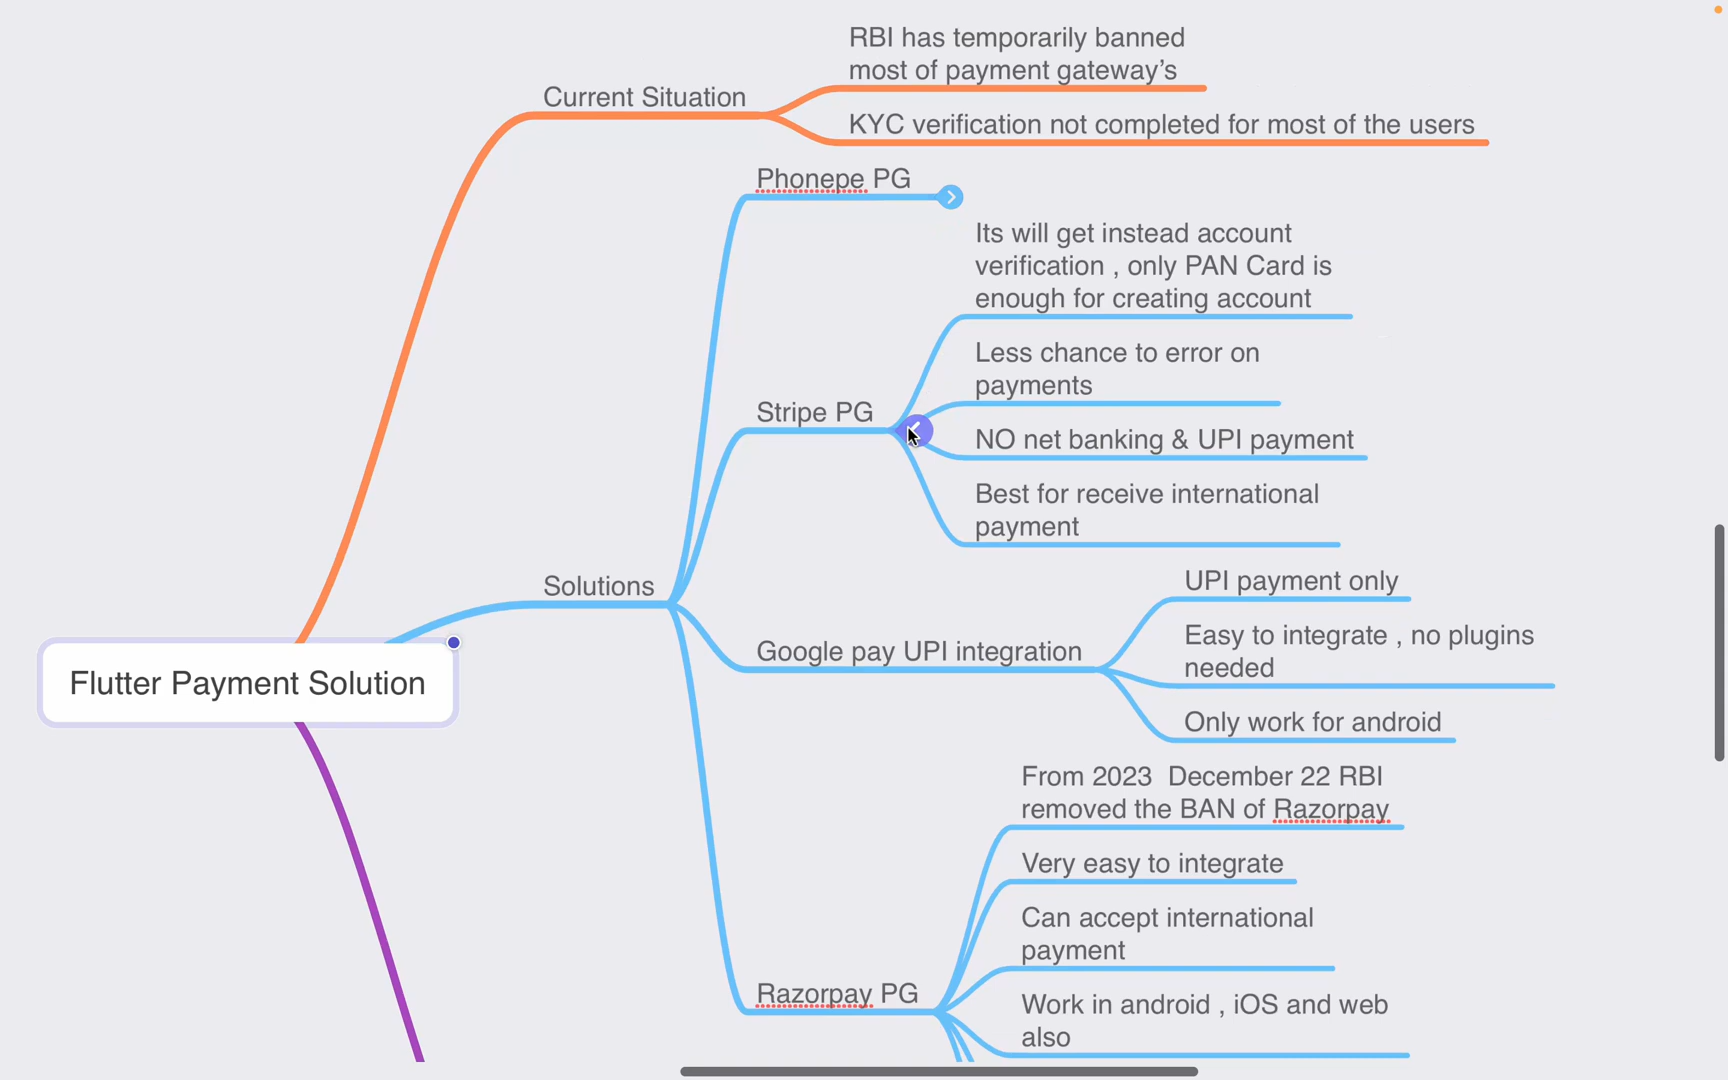 RBI has temporarily banned
most of payment gateway’s
Current Situation
KYC verification not completed for most of the users
Phonepe PG
Its will get instead account
verification , only PAN Card is
enough for creating account
Less chance to error on
payments
Stripe PG
NO net banking & UPI payment
Best for receive international
payment
Solutions
UPI payment only
Easy to integrate , no plugins
needed
Google pay UPI integration
Only work for android
Flutter Payment Solution
From 2023  December 22 RBI
removed the BAN of Razorpay
Very easy to integrate
Can accept international
payment
Razorpay PG
Work in android , iOS and web
also